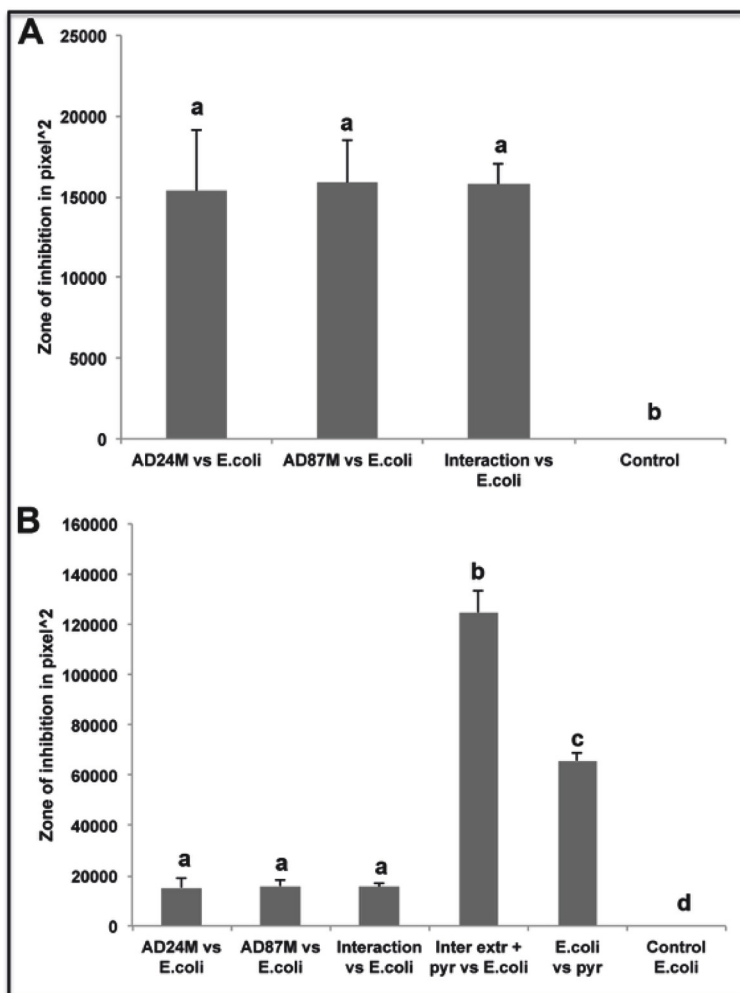 A
25000
20000
15000
10000
5000
0
Zone of inhibition in pixel^2
a
a
a
b
AD24M vs E.coli
AD87M vs E.coli
Interaction vs
E.coli
Control
B
160000
140000
120000
100000
80000
60000
40000
20000
0
Zone of inhibition in pixel^2
a
a
a
b
c
d
AD24M vs
E.coli
AD87M vs
E.coli
Interaction
vs E.coli
Inter extr +
pyr vs E.coli
E.coli
vs pyr
Control
E.coli